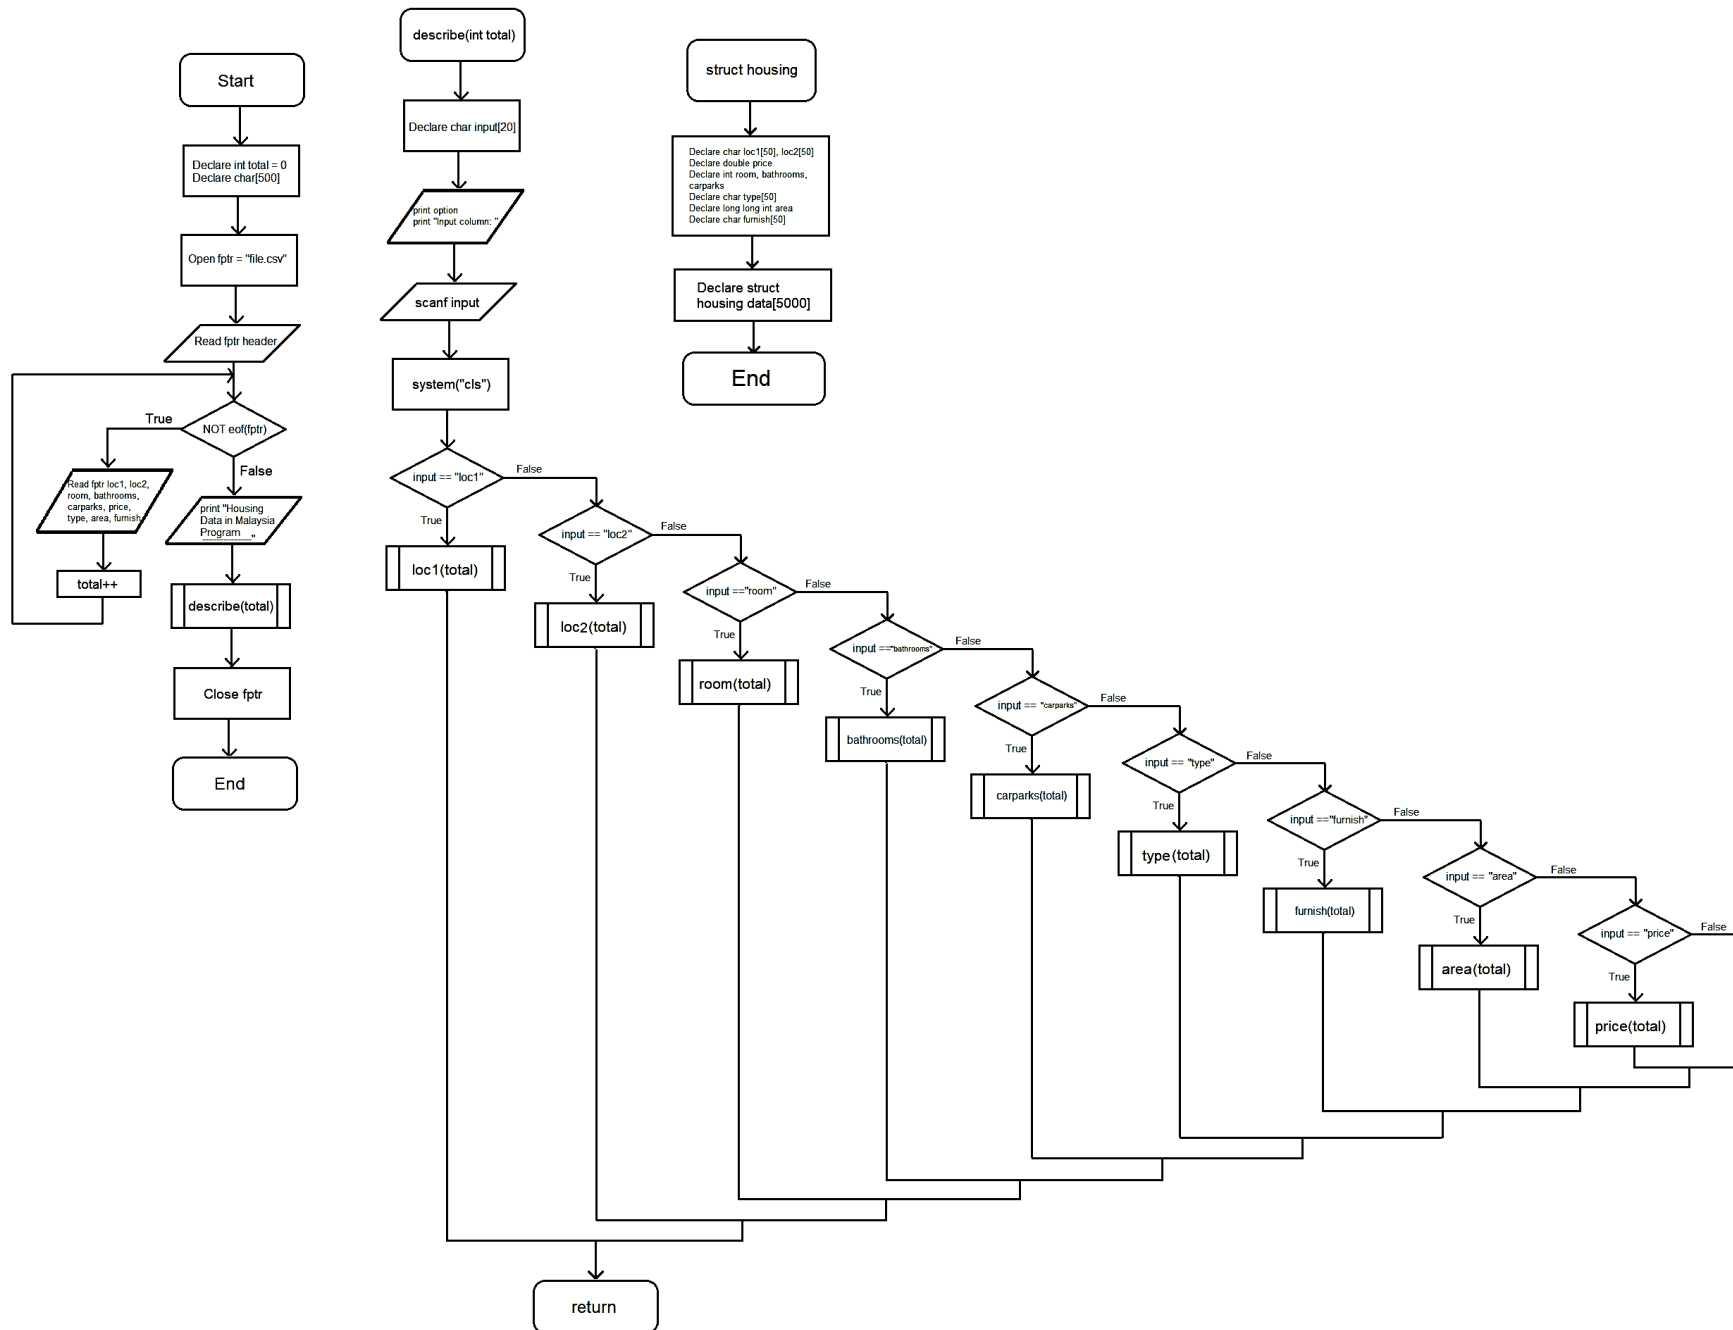 Start
Declare int total = 0
Declare char[500]
Open fptr = "file.csv"
Read fptr header
NOT eof(fptr)
True
False
Read fptr loc1, loc2,
room, bathrooms,
carparks, price,
type, area, furnish
total++
print "Housing
Data in Malaysia
Program
--------------------"
describe(total)
Close fptr
End
describe(int total)
Declare char input[20]
print option
print "Input column: "
scanf input
system("cls")
input == "loc1"
False
True
loc1(total)
input == "loc2"
False
True
loc2(total)
input =="room"
False
True
room(total)
input =="bathrooms"
False
True
bathrooms(total)
input == "carparks"
False
True
carparks(total)
input == "type"
False
True
type(total)
input =="furnish"
False
True
furnish(total)
input == "area"
False
True
area(total)
input == "price"
False
True
price(total)
return
struct housing
Declare char loc1[50], loc2[50]
Declare double price
Declare int room, bathrooms,
carparks
Declare char type[50]
Declare long long int area
Declare char furnish[50]
Declare struct
housing data[5000]
End